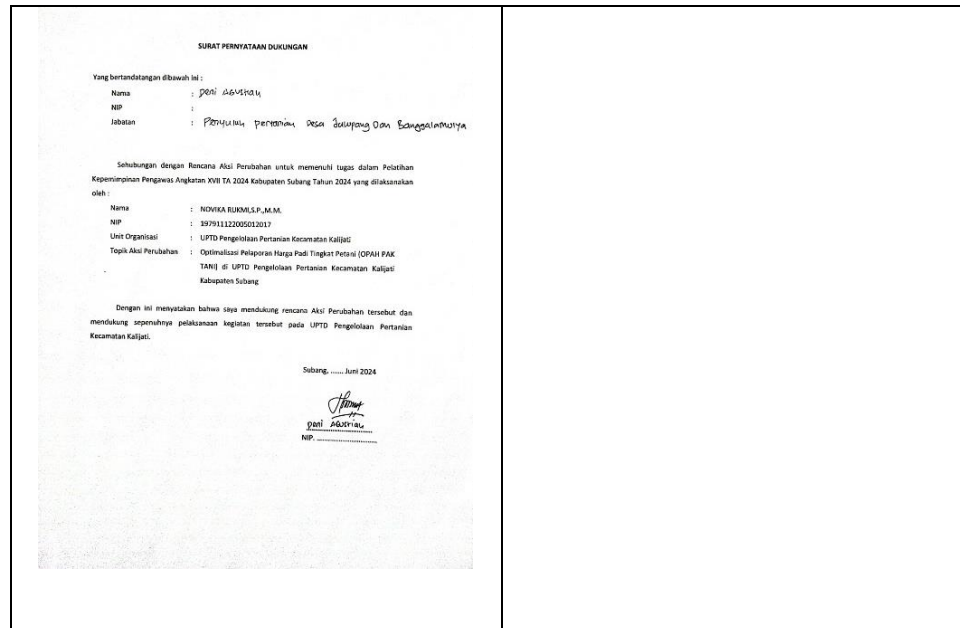 SURAT PERNYATAAN DUKUNGAN
Yang bertandatangan dibawah ini :
Nama : Deni Agustian
NIP :
Jabatan : Penyuluh pertanian Desa Jalupang Dan Banggalamulya
Sehubungan dengan Rencana Aksi Perubahan untuk memenuhi tugas dalam Pelatihan
Kepemimpinan Pengawas Angkatan XVII TA 2024 Kabupaten Subang Tahun 2024 yang dilaksanakan
oleh :
Nama : NOVIKA RUKMI,S.P.,M.M.
NIP : 197911122005012017
Unit Organisasi : UPTD Pengelolaan Pertanian Kecamatan Kalijati
Topik Aksi Perubahan : Optimalisasi Pelaporan Harga Padi Tingkat Petani (OPAH PAK
TANI) di UPTD Pengelolaan Pertanian Kecamatan Kalijati
Kabupaten Subang
Dengan ini menyatakan bahwa saya mendukung rencana Aksi Perubahan tersebut dan
mendukung sepenuhnya pelaksanaan kegiatan tersebut pada UPTD Pengelolaan Pertanian
Kecamatan Kalijati.
Subang, ...... Juni 2024
Deni Agustian
NIP. ..........................